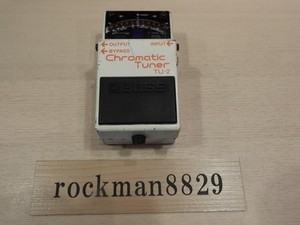 OUTPUT
INPUT
BYPASS
Chromatic
Tuner
TU-2
BOSS
rockman8829